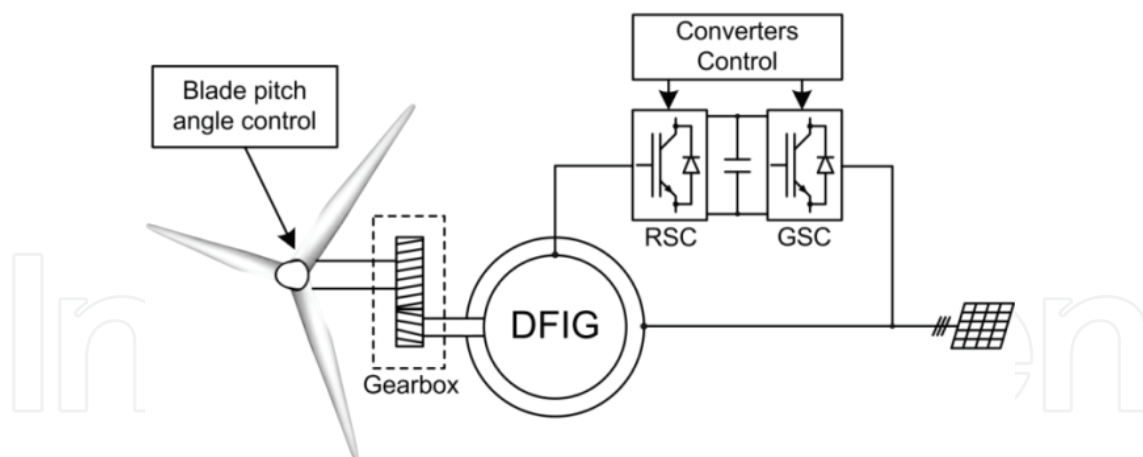 Converters
Control
Blade pitch
angle control
RSC
GSC
DFIG
Gearbox